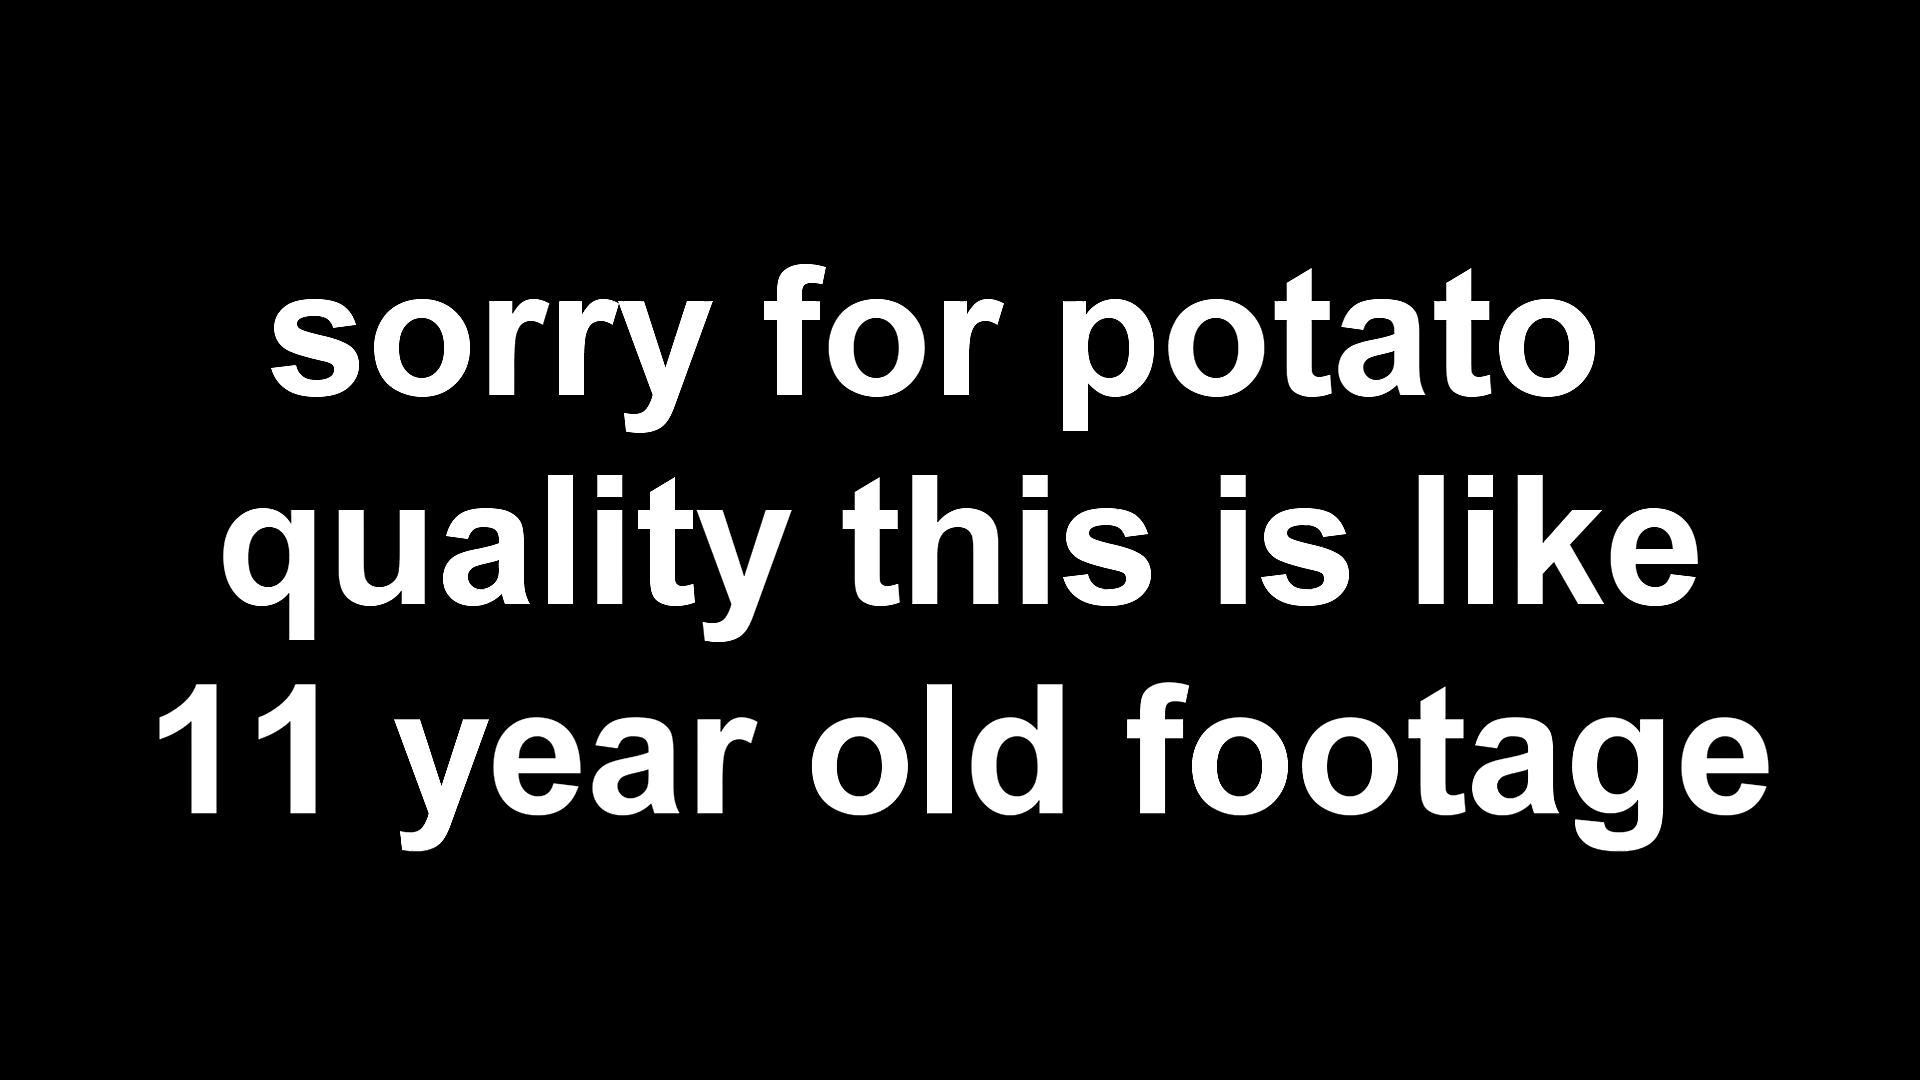 sorry for potato
quality this is like
11 year old footage